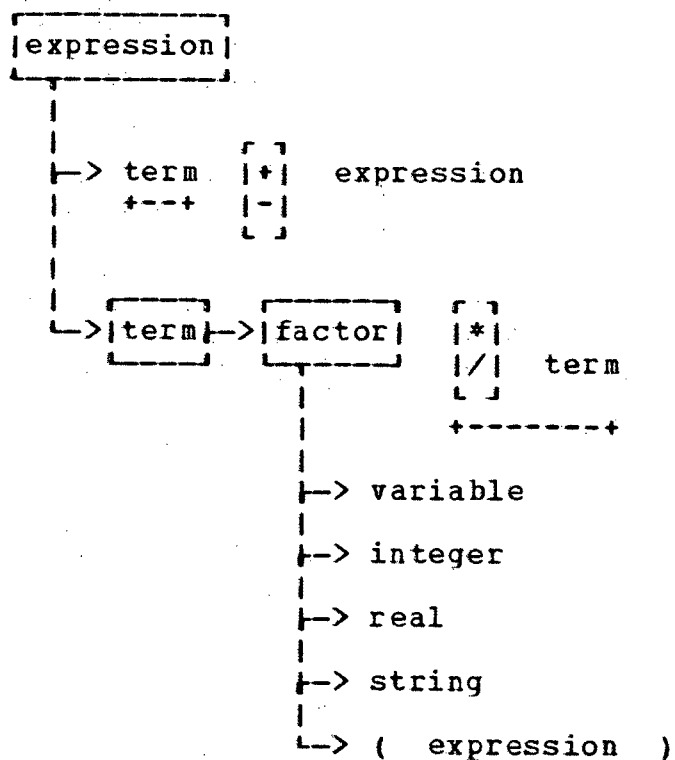 expression
term + expression
+--+ -
term factor *
/ term
+-------+
variable
integer
real
string
( expression )